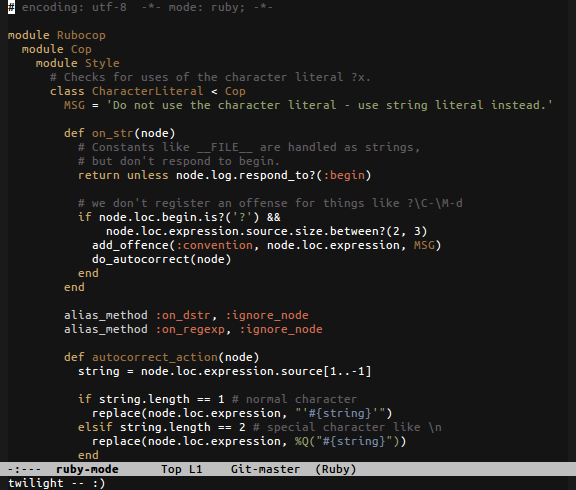 # encoding: utf-8  -*- mode: ruby; -*-

module Rubocop
  module Cop
    module Style
      # Checks for uses of the character literal ?x.
      class CharacterLiteral < Cop
        MSG = 'Do not use the character literal - use string literal instead.'

        def on_str(node)
          # Constants like __FILE__ are handled as strings,
          # but don't respond to begin.
          return unless node.log.respond_to?(:begin)

          # we don't register an offense for things like ?\C-\M-d
          if node.loc.begin.is?('?') &&
              node.loc.expression.source.size.between?(2, 3)
            add_offence(:convention, node.loc.expression, MSG)
            do_autocorrect(node)
          end
        end

        alias_method :on_dstr, :ignore_node
        alias_method :on_regexp, :ignore_node

        def autocorrect_action(node)
          string = node.loc.expression.source[1..-1]

          if string.length == 1 # normal character
            replace(node.loc.expression, "'#{string}'")
          elsif string.length == 2 # special character like \n
            replace(node.loc.expression, %Q("#{string}"))
          end
-:---  ruby-mode      Top L1    Git-master  (Ruby)
twilight -- :)